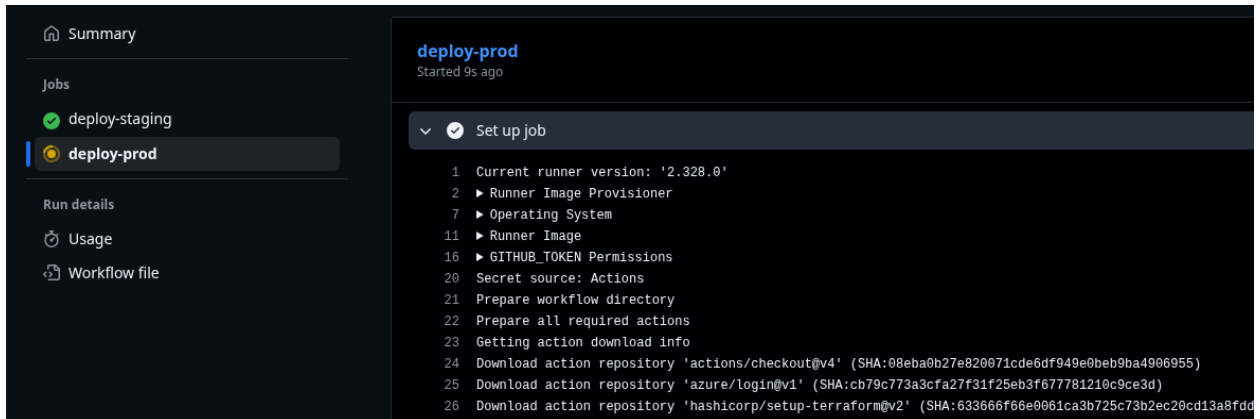 Summary
Jobs
deploy-staging
deploy-prod
Run details
Usage
Workflow file
deploy-prod
Started 9s ago
Set up job
1 Current runner version: '2.328.0'
2 ▶ Runner Image Provisioner
7 ▶ Operating System
11 ▶ Runner Image
16 ▶ GITHUB_TOKEN Permissions
20 Secret source: Actions
21 Prepare workflow directory
22 Prepare all required actions
23 Getting action download info
24 Download action repository 'actions/checkout@v4' (SHA:08eba0b27e820071cde6df949e0beb9ba4906955)
25 Download action repository 'azure/login@v1' (SHA:cb79c773a3cfa27f31f25eb3f677781210c9ce3d)
26 Download action repository 'hashicorp/setup-terraform@v2' (SHA:633666f66e0061ca3b725c73b2ec20cd13a8fdd